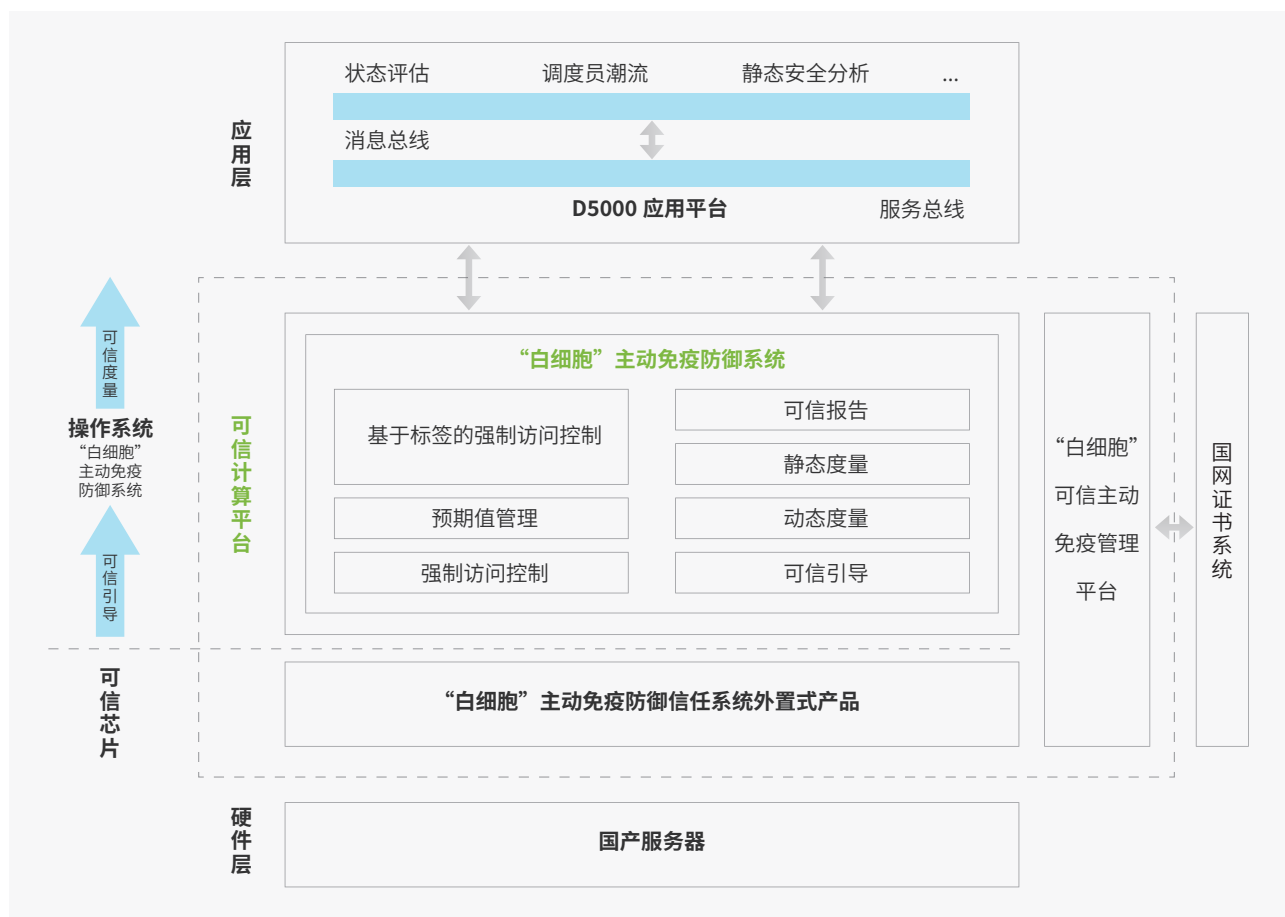 应用层
状态评估
调度员潮流
静态安全分析
...
消息总线
D5000 应用平台
服务总线
可信度量
操作系统
“白细胞”
主动免疫
防御系统
可信引导
可信芯片
可信计算平台
“白细胞”主动免疫防御系统
基于标签的强制访问控制
预期值管理
强制访问控制
可信报告
静态度量
动态度量
可信引导
“白细胞”
可信主动
免疫管理
平台
国网证书系统
“白细胞”主动免疫防御信任系统外置式产品
硬件层
国产服务器